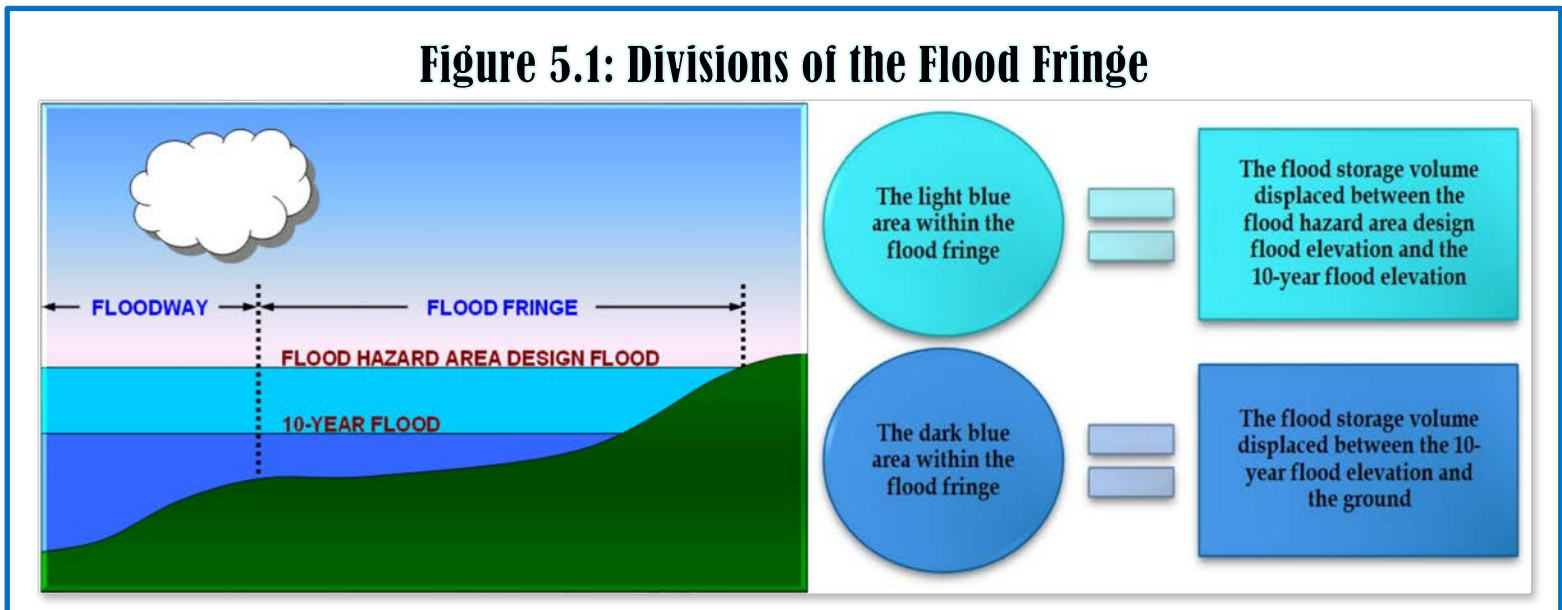 Figure 5.1: Divisions of the Flood Fringe
FLOODWAY
FLOOD FRINGE
FLOOD HAZARD AREA DESIGN FLOOD
10-YEAR FLOOD
The light blue
area within the
flood fringe
The flood storage volume
displaced between the
flood hazard area design
flood elevation and the
10-year flood elevation
The dark blue
area within the
flood fringe
The flood storage volume
displaced between the 10-
year flood elevation and
the ground